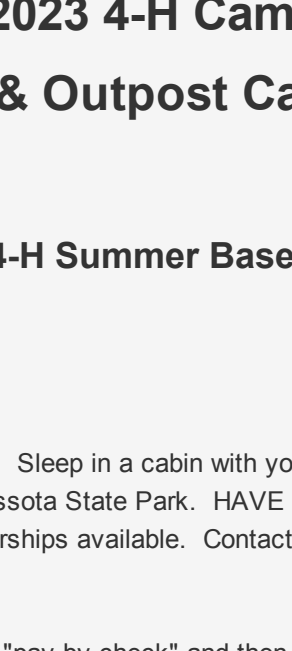 2023 4-H Cam
& Outpost Ca
4-H Summer Base
Sleep in a cabin with yo
ssota State Park.  HAVE
rships available.  Contact
"pay by check" and then